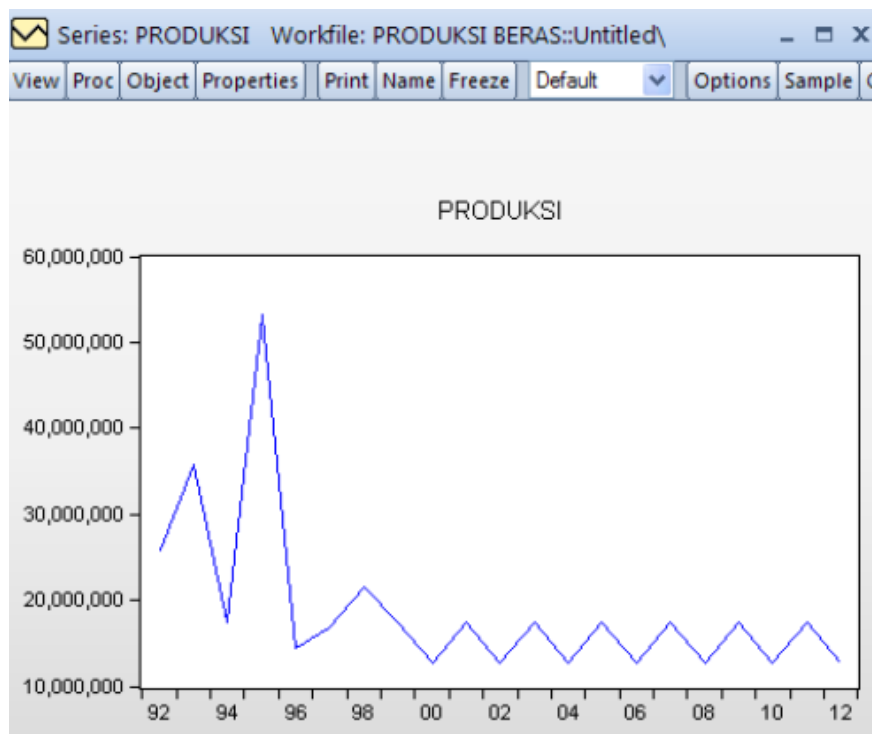 Series: PRODUKSI Workfile: PRODUKSI BERAS::Untitled\
View Proc Object Properties Print Name Freeze Default Options Sample
PRODUKSI
60,000,000
50,000,000
40,000,000
30,000,000
20,000,000
10,000,000
92 94 96 98 00 02 04 06 08 10 12